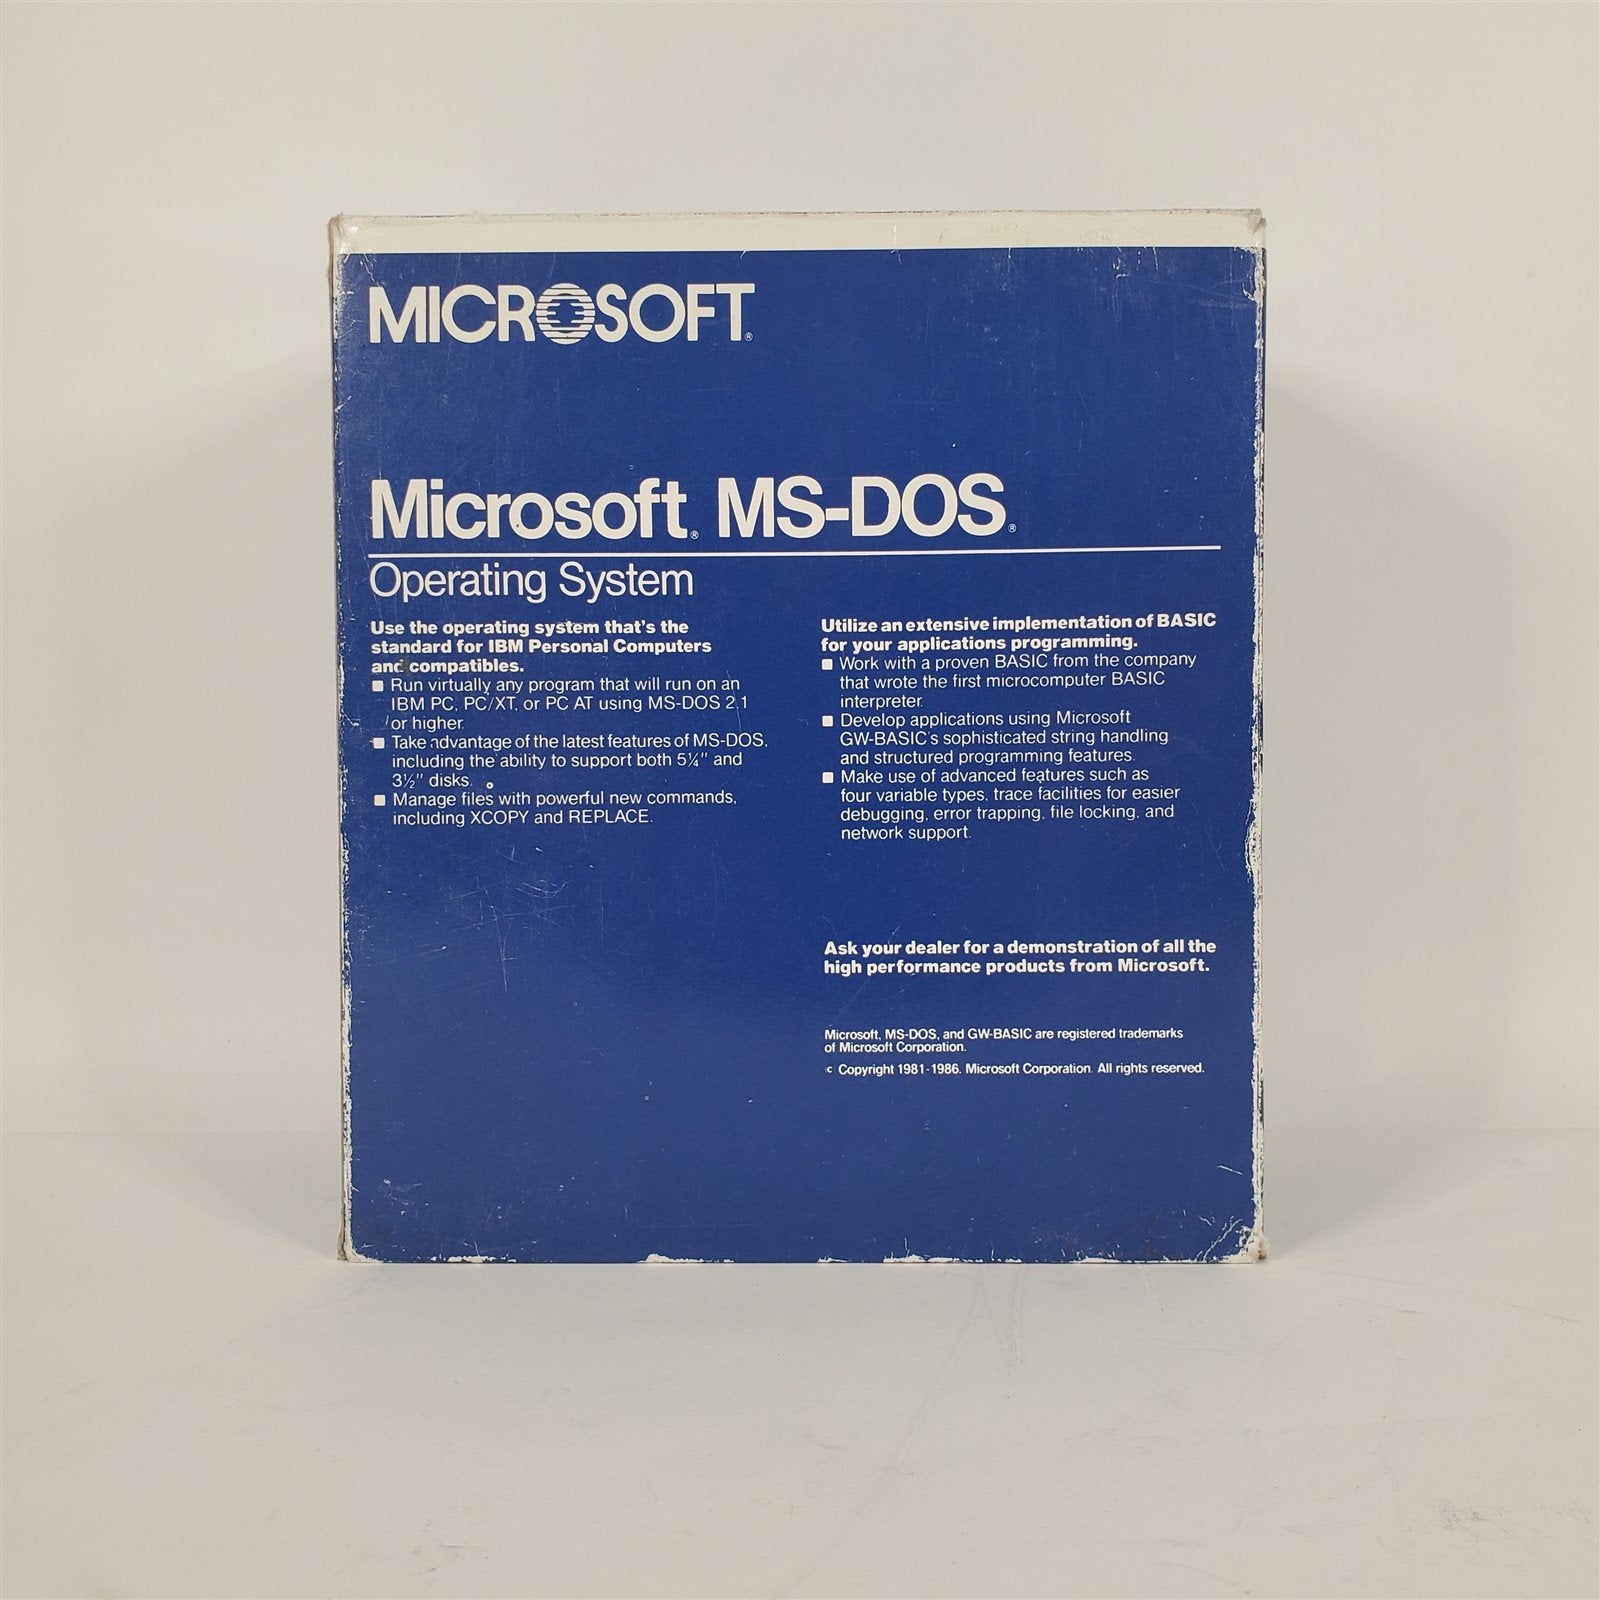 MICROSOFT®
Microsoft® MS-DOS®
Operating System
Use the operating system that's the
standard for IBM Personal Computers
and compatibles.
■ Run virtually any program that will run on an
IBM PC, PC/XT, or PC AT using MS-DOS 2.1
or higher.
■ Take advantage of the latest features of MS-DOS,
including the ability to support both 5¼" and
3½" disks.
■ Manage files with powerful new commands,
including XCOPY and REPLACE.
Utilize an extensive implementation of BASIC
for your applications programming.
■ Work with a proven BASIC from the company
that wrote the first microcomputer BASIC
interpreter.
■ Develop applications using Microsoft
GW-BASIC's sophisticated string handling
and structured programming features.
■ Make use of advanced features such as
four variable types, trace facilities for easier
debugging, error trapping, file locking, and
network support.
Ask your dealer for a demonstration of all the
high performance products from Microsoft.
Microsoft, MS-DOS, and GW-BASIC are registered trademarks
of Microsoft Corporation.
© Copyright 1981-1986. Microsoft Corporation. All rights reserved.